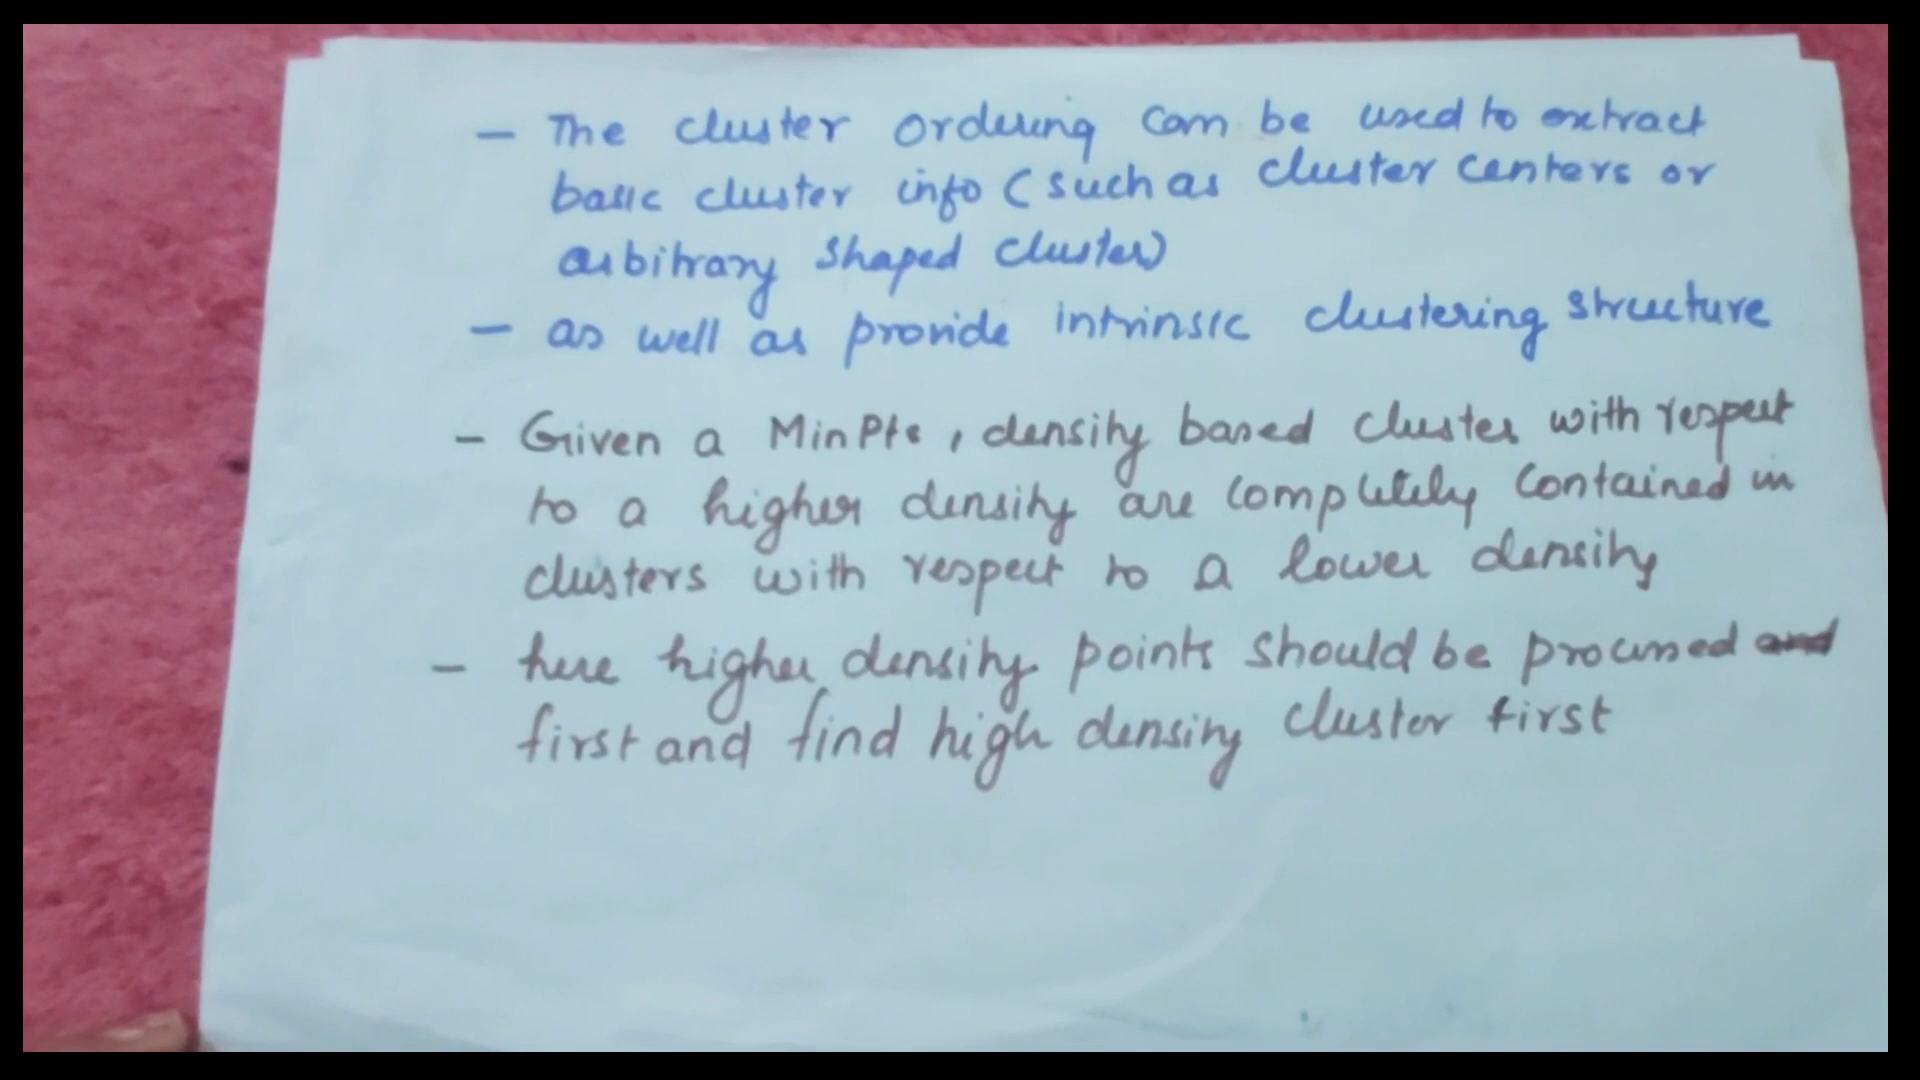 - The cluster ordering can be used to extract
basic cluster info (such as cluster centers or
arbitrary shaped cluster)
- as well as provide intrinsic clustering structure
- Given a MinPts, density based cluster with respect
to a higher density are completely contained in
clusters with respect to a lower density
- here higher density points should be processed and
first and find high density cluster first